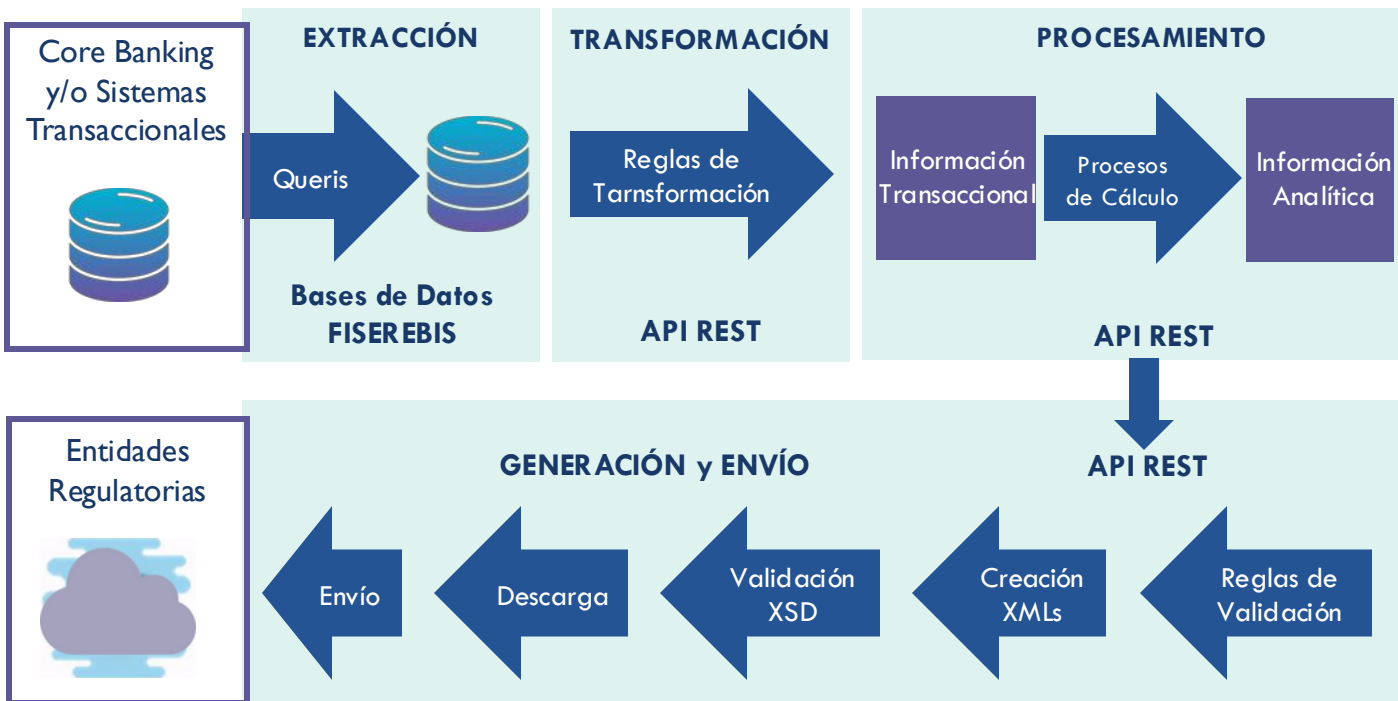 Core Banking
y/o Sistemas
Transaccionales
EXTRACCIÓN
Queris
Bases de Datos
FISEREBIS
TRANSFORMACIÓN
Reglas de
Tarnsformación
API REST
PROCESAMIENTO
Información
Transaccional
Procesos
de Cálculo
Información
Analítica
API REST
Entidades
Regulatorias
GENERACIÓN y ENVÍO
API REST
Envío
Descarga
Validación
XSD
Creación
XMLs
Reglas de
Validación